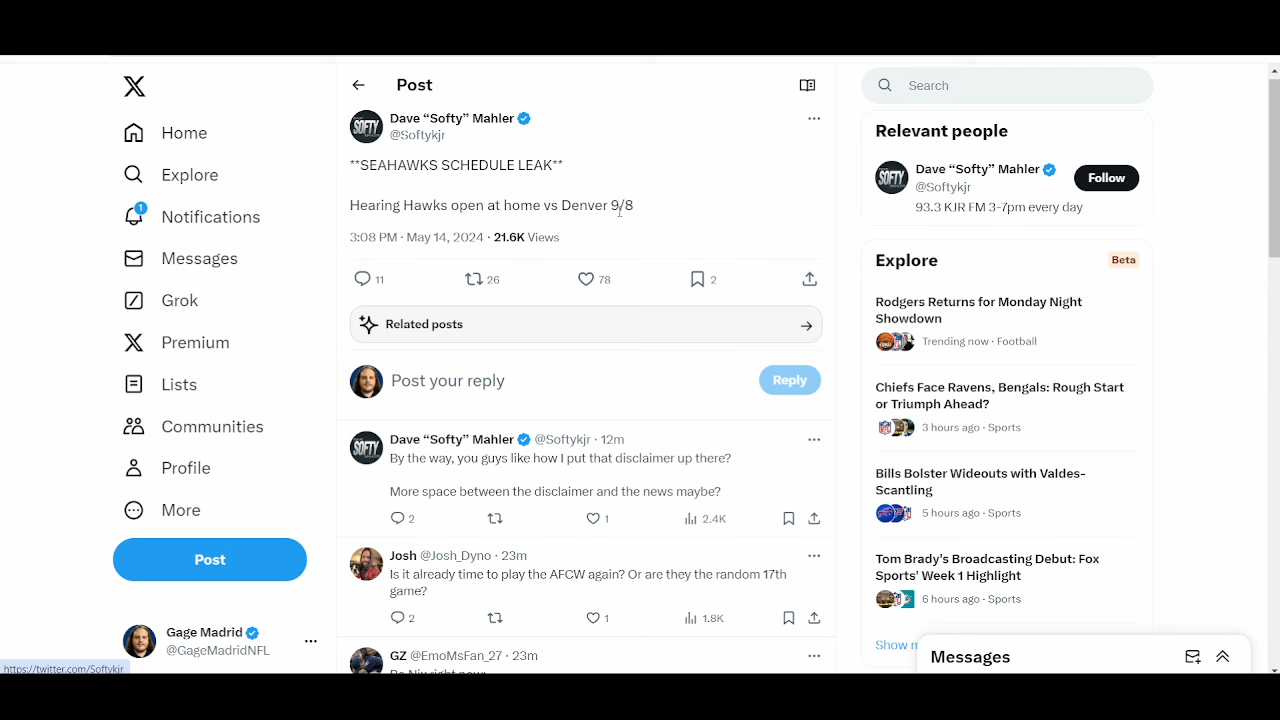 Home
Explore
1
Notifications
Messages
Grok
Premium
Lists
Communities
Profile
More
Post
Gage Madrid
@GageMadridNFL
https://twitter.com/Softykjr
Post
SOFTY
Dave “Softy” Mahler
@Softykjr
**SEAHAWKS SCHEDULE LEAK**
Hearing Hawks open at home vs Denver 9/8
3:08 PM · May 14, 2024 · 21.6K Views
11 26 78 2
Related posts
Post your reply
Reply
SOFTY
Dave “Softy” Mahler @Softykjr · 12m
By the way, you guys like how I put that disclaimer up there?
More space between the disclaimer and the news maybe?
2 1 2.4K
Josh @Josh_Dyno · 23m
Is it already time to play the AFCW again? Or are they the random 17th
game?
2 1 1.8K
GZ @EmoMsFan_27 · 23m
Search
Relevant people
SOFTY
Dave “Softy” Mahler
@Softykjr
Follow
93.3 KJR FM 3-7pm every day
Explore
Beta
Rodgers Returns for Monday Night
Showdown
Trending now · Football
Chiefs Face Ravens, Bengals: Rough Start
or Triumph Ahead?
3 hours ago · Sports
Bills Bolster Wideouts with Valdes-
Scantling
5 hours ago · Sports
Tom Brady's Broadcasting Debut: Fox
Sports' Week 1 Highlight
6 hours ago · Sports
Show
Messages